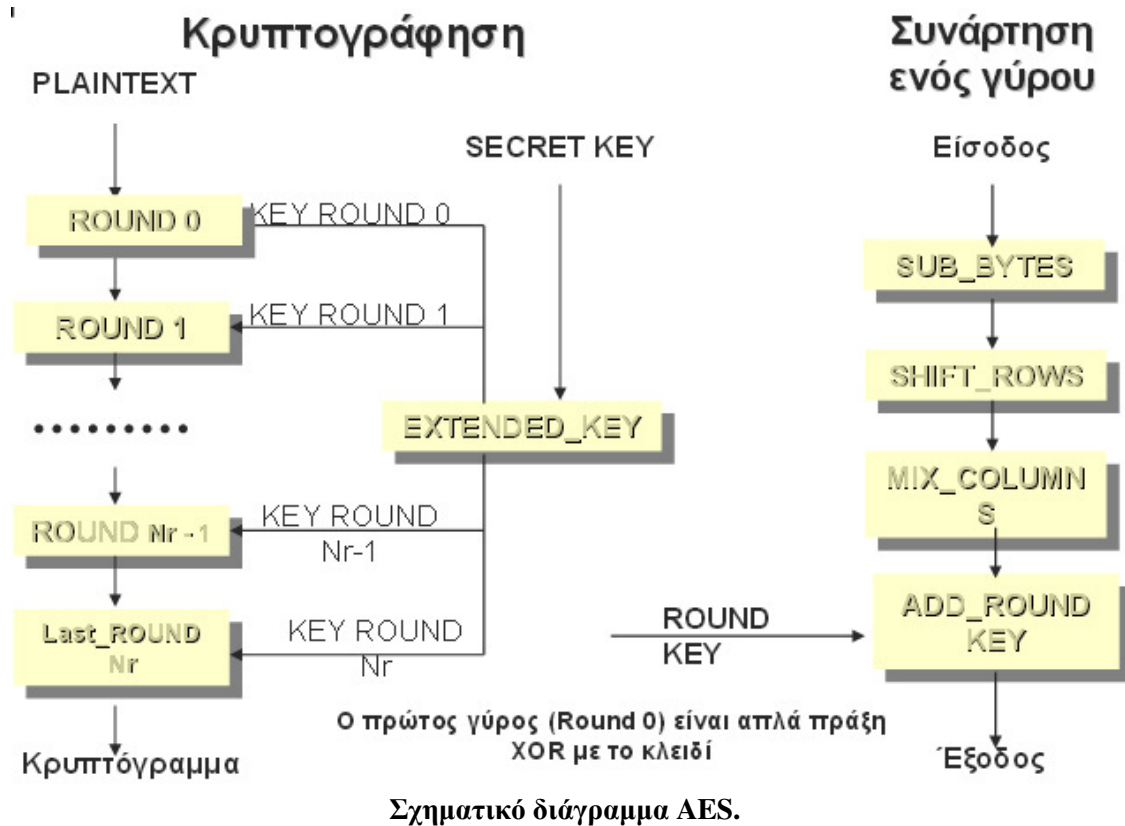 Κρυπτογράφηση
PLAINTEXT
SECRET KEY
ROUND 0
KEY ROUND 0
ROUND 1
KEY ROUND 1
EXTENDED_KEY
ROUND Nr -1
KEY ROUND
Nr-1
Last_ROUND
Nr
KEY ROUND
Nr
Κρυπτόγραμμα
Συνάρτηση
ενός γύρου
Είσοδος
SUB_BYTES
SHIFT_ROWS
MIX_COLUMN
S
ROUND
KEY
ADD_ROUND
KEY
Έξοδος
Ο πρώτος γύρος (Round 0) είναι απλά πράξη
XOR με το κλειδί
Σχηματικό διάγραμμα AES.